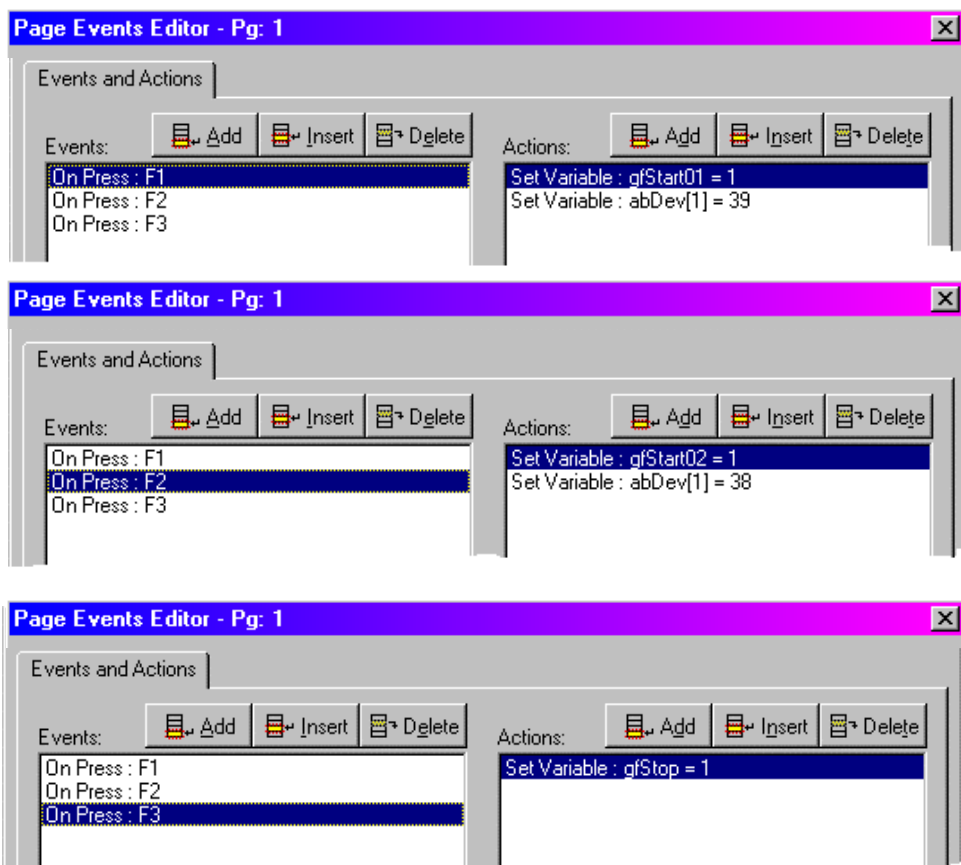 Page Events Editor - Pg: 1
Events and Actions
Events: Add Insert Delete Actions: Add Insert Delete
On Press : F1
On Press : F2
On Press : F3
Set Variable : gfStart01 = 1
Set Variable : abDev[1] = 39
Page Events Editor - Pg: 1
Events and Actions
Events: Add Insert Delete Actions: Add Insert Delete
On Press : F1
On Press : F2
On Press : F3
Set Variable : gfStart02 = 1
Set Variable : abDev[1] = 38
Page Events Editor - Pg: 1
Events and Actions
Events: Add Insert Delete Actions: Add Insert Delete
On Press : F1
On Press : F2
On Press : F3
Set Variable : gfStop = 1